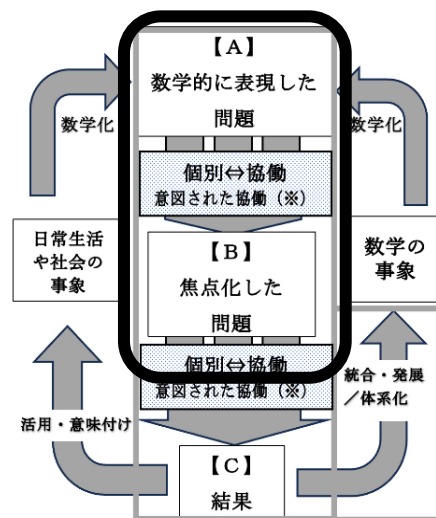 【A】
数学的に表現した
問題
数学化
数学化
個別⇔協働
意図された協働（※）
日常生活
や社会の
事象
【B】
焦点化した
問題
数学の
事象
個別⇔協働
意図された協働（※）
活用・意味付け
統合・発展
／体系化
【C】
結果